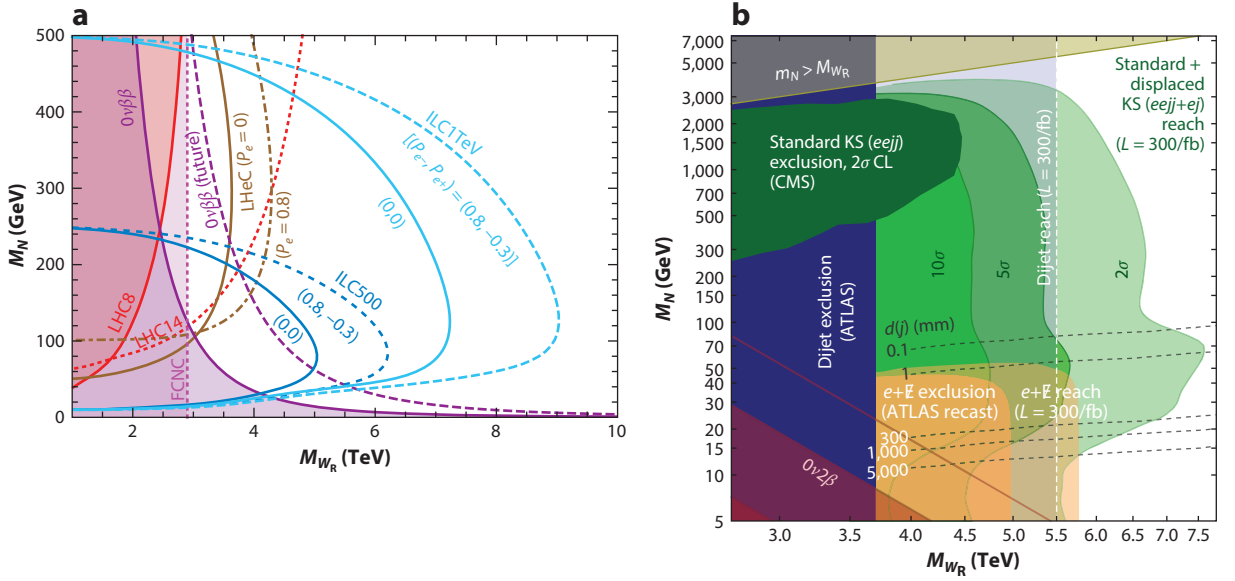 a
500
400
300
200
100
0
M_N (GeV)
2
4
6
8
10
M_{W_R} (TeV)
0νββ
LHC8
LHC14
FCNC
0νββ (future)
LHeC (P_e = 0)
(P_e = 0.8)
ILC1TeV
[(P_{e^-}, P_{e^+}) = (0.8, −0.3)]
(0,0)
ILC500
(0.8, −0.3)
(0.0)
b
7,000
5,000
3,000
2,000
1,000
700
500
300
200
150
100
70
50
40
30
20
15
10
7
5
M_N (GeV)
3.0
3.5
4.0
4.5
5.0
5.5
6.0
6.5
7.0
7.5
M_{W_R} (TeV)
m_N > M_{W_R}
Standard KS (eejj)
exclusion, 2σ CL
(CMS)
Dijet exclusion
(ATLAS)
Dijet reach (L = 300/fb)
Standard +
displaced
KS (eejj+ej)
reach
(L = 300/fb)
10σ
5σ
2σ
d(j) (mm)
0.1
1
e+E̸ exclusion
(ATLAS recast)
e+E̸ reach
(L = 300/fb)
300
1,000
5,000
0ν2β